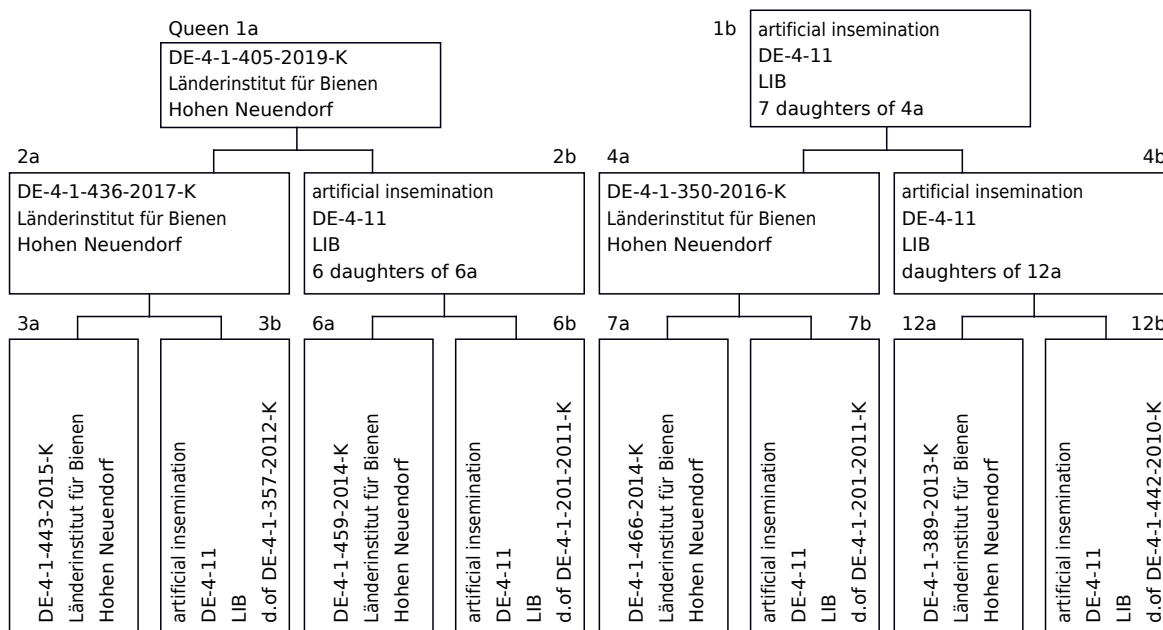 Queen 1a
DE-4-1-405-2019-K
Länderinstitut für Bienen
Hohen Neuendorf
1b
artificial insemination
DE-4-11
LIB
7 daughters of 4a
2a
DE-4-1-436-2017-K
Länderinstitut für Bienen
Hohen Neuendorf
2b
artificial insemination
DE-4-11
LIB
6 daughters of 6a
4a
DE-4-1-350-2016-K
Länderinstitut für Bienen
Hohen Neuendorf
4b
artificial insemination
DE-4-11
LIB
daughters of 12a
3a
DE-4-1-443-2015-K
Länderinstitut für Bienen
Hohen Neuendorf
3b
artificial insemination
DE-4-11
LIB
d.of DE-4-1-357-2012-K
6a
DE-4-1-459-2014-K
Länderinstitut für Bienen
Hohen Neuendorf
6b
artificial insemination
DE-4-11
LIB
d.of DE-4-1-201-2011-K
7a
DE-4-1-466-2014-K
Länderinstitut für Bienen
Hohen Neuendorf
7b
artificial insemination
DE-4-11
LIB
d.of DE-4-1-201-2011-K
12a
DE-4-1-389-2013-K
Länderinstitut für Bienen
Hohen Neuendorf
12b
artificial insemination
DE-4-11
LIB
d.of DE-4-1-442-2010-K